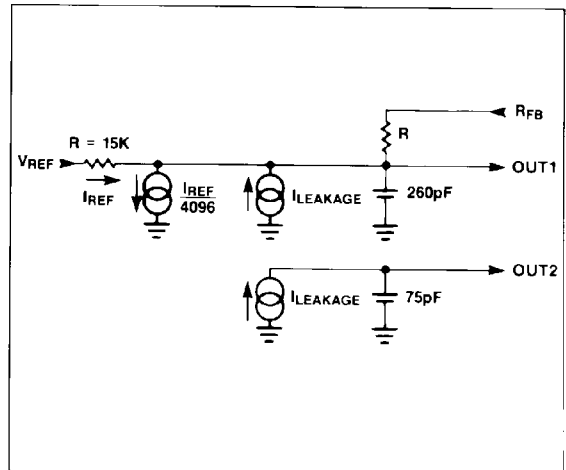 R = 15K
VREF
IREF
IREF
4096
ILEAKAGE
R
RFB
OUT1
260pF
ILEAKAGE
OUT2
75pF